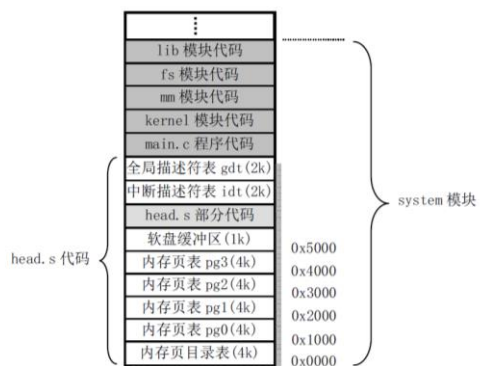 lib 模块代码
fs 模块代码
mm 模块代码
kernel 模块代码
main.c 程序代码
全局描述符表 gdt(2k)
中断描述符表 idt(2k)
head.s 部分代码
软盘缓冲区(1k)
内存页表 pg3(4k)
内存页表 pg2(4k)
内存页表 pg1(4k)
内存页表 pg0(4k)
内存页目录表(4k)
head.s 代码
0x5000
0x4000
0x3000
0x2000
0x1000
0x0000
system 模块